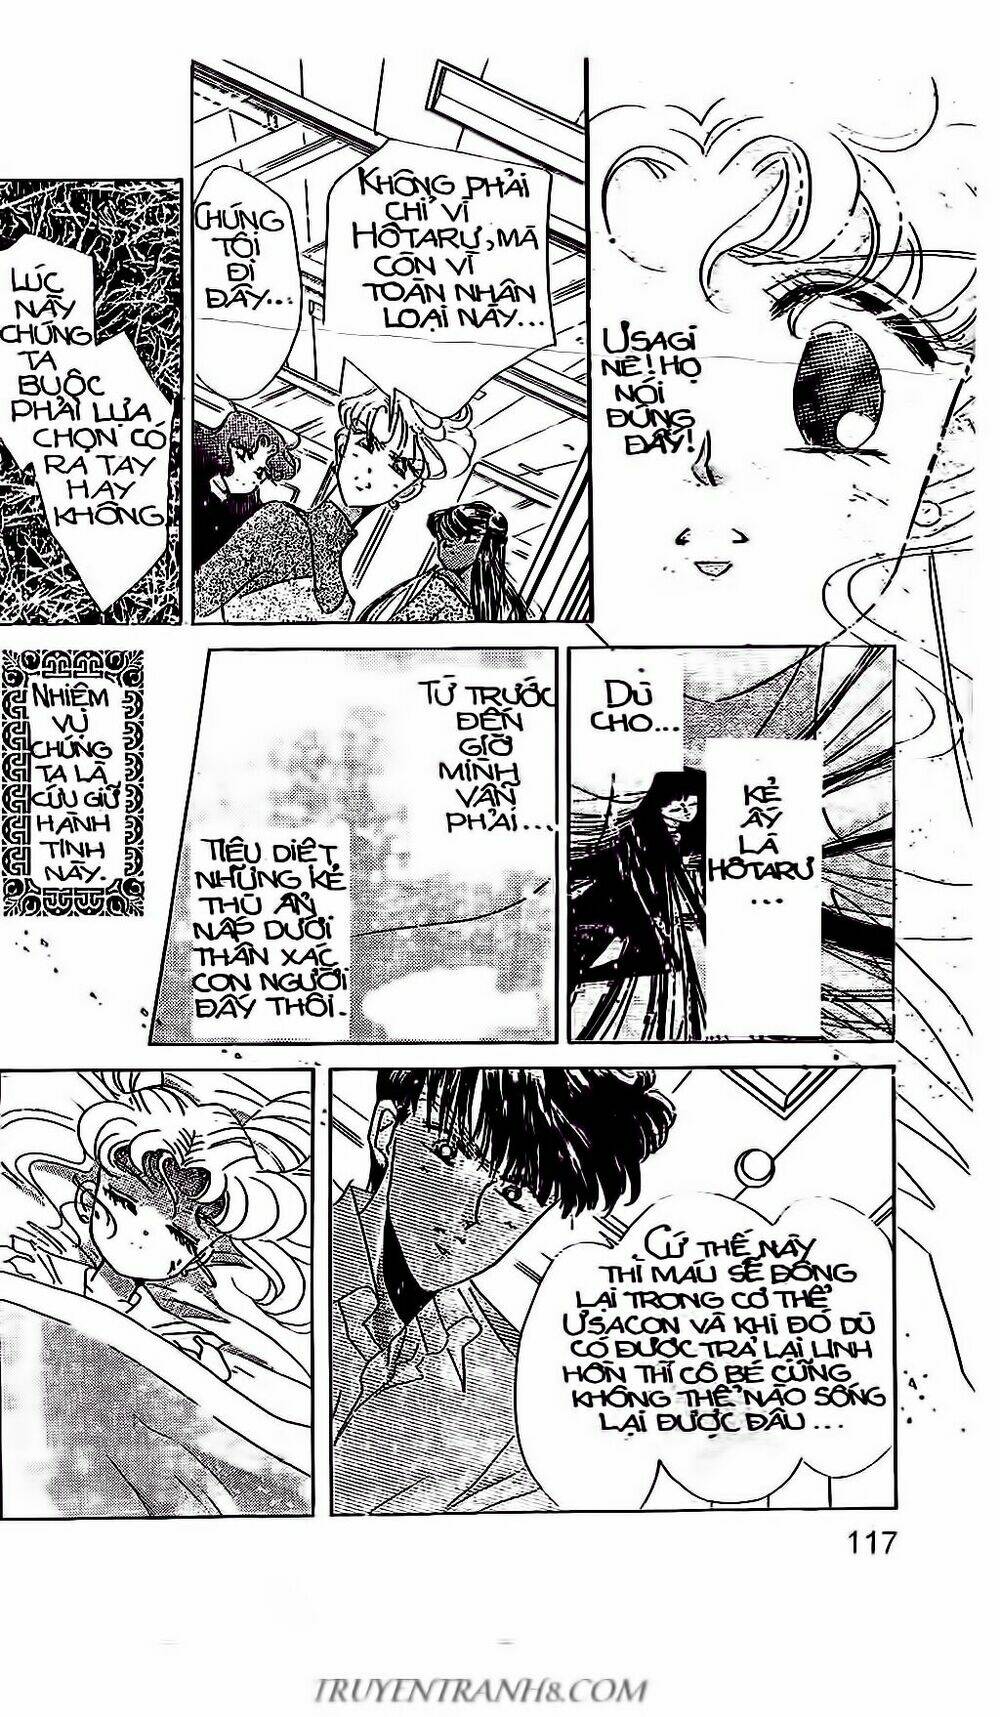 ƯSAGI
NÈ! HỌ
NÓI
ĐÚNG
ĐẤY!
KHÔNG PHẢI
CHỈ VÌ
HÔTARƯ, MÀ
CÒN VÌ
TOÀN NHÂN
LOẠI NÀY...
CHÚNG
TÔI
ĐI
ĐÂY...
LÚC
NÀY
CHÚNG
TA
BUỘC
PHẢI LỰA
CHỌN CÓ
RA TAY
HAY
KHÔNG
DÙ
CHO...
KẺ
ẤY
LÀ
HÔTARƯ
...
TỪ TRƯỚC
ĐẾN
GIỜ
MÌNH
VẪN
PHẢI...
TIÊU DIỆT
NHỮNG KẺ
THÙ ẨN
NẤP DƯỚI
THÂN XÁC
CON NGƯỜI
ĐẤY THÔI.
NHIỆM
VỤ
CHÚNG
TA LÀ
CỨU GIỮ
HÀNH
TINH
NÀY.
CỨ THẾ NÀY
THÌ MÁU SẼ ĐÔNG
LẠI TRONG CƠ THỂ
ƯSACON VÀ KHI ĐÓ DÙ
CÓ ĐƯỢC TRẢ LẠI LINH
HỒN THÌ CÔ BÉ CŨNG
KHÔNG THỂ NÀO SỐNG
LẠI ĐƯỢC ĐÂU...
117
TRUYENTRANH8.COM